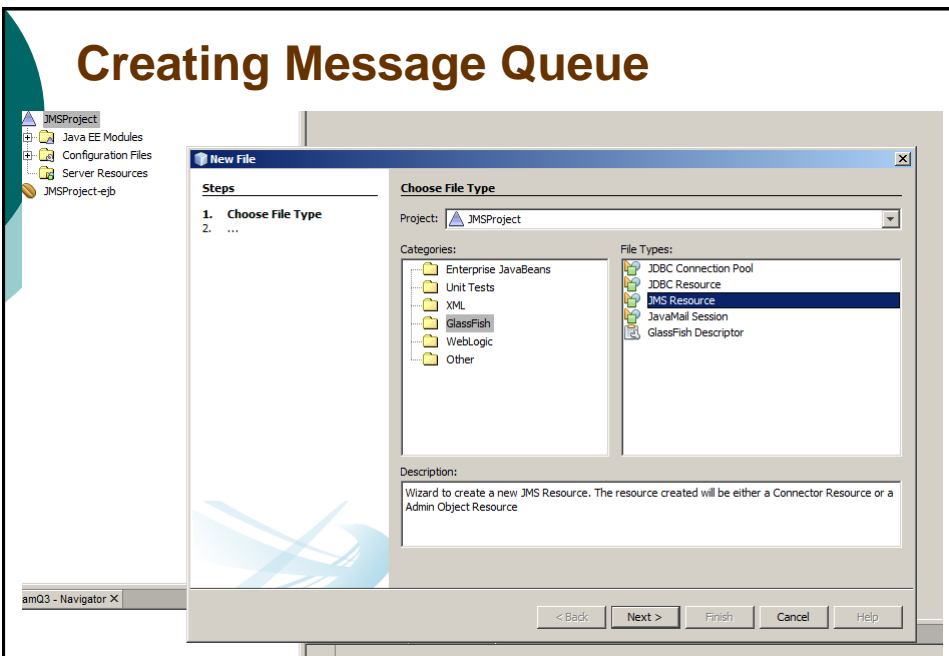 Creating Message Queue
JMSProject
Java EE Modules
Configuration Files
Server Resources
JMSProject-ejb
New File
Steps
1. Choose File Type
2. ...
Choose File Type
Project: JMSProject
Categories:
Enterprise JavaBeans
Unit Tests
XML
GlassFish
WebLogic
Other
File Types:
JDBC Connection Pool
JDBC Resource
JMS Resource
JavaMail Session
GlassFish Descriptor
Description:
Wizard to create a new JMS Resource. The resource created will be either a Connector Resource or a
Admin Object Resource
amQ3 - Navigator
< Back Next > Finish Cancel Help